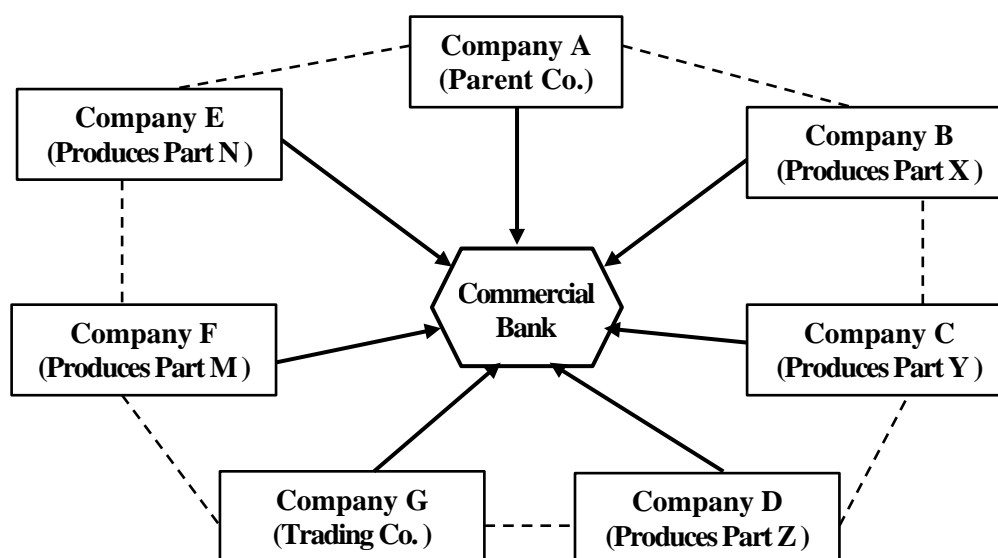 Company A
(Parent Co.)
Company E
(Produces Part N )
Company B
(Produces Part X )
Commercial
Bank
Company F
(Produces Part M )
Company C
(Produces Part Y )
Company G
(Trading Co. )
Company D
(Produces Part Z )